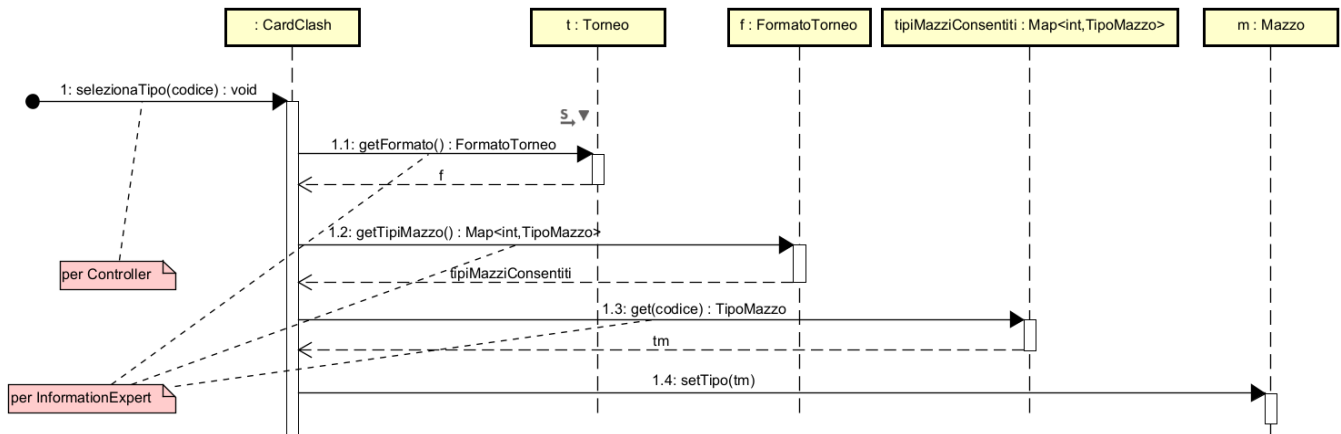 : CardClash
t : Torneo
f : FormatoTorneo
tipiMazziConsentiti : Map<int,TipoMazzo>
m : Mazzo
1: selezionaTipo(codice) : void
S
1.1: getFormato() : FormatoTorneo
f
1.2: getTipiMazzo() : Map<int,TipoMazzo>
per Controller
tipiMazziConsentiti
1.3: get(codice) : TipoMazzo
tm
1.4: setTipo(tm)
per InformationExpert